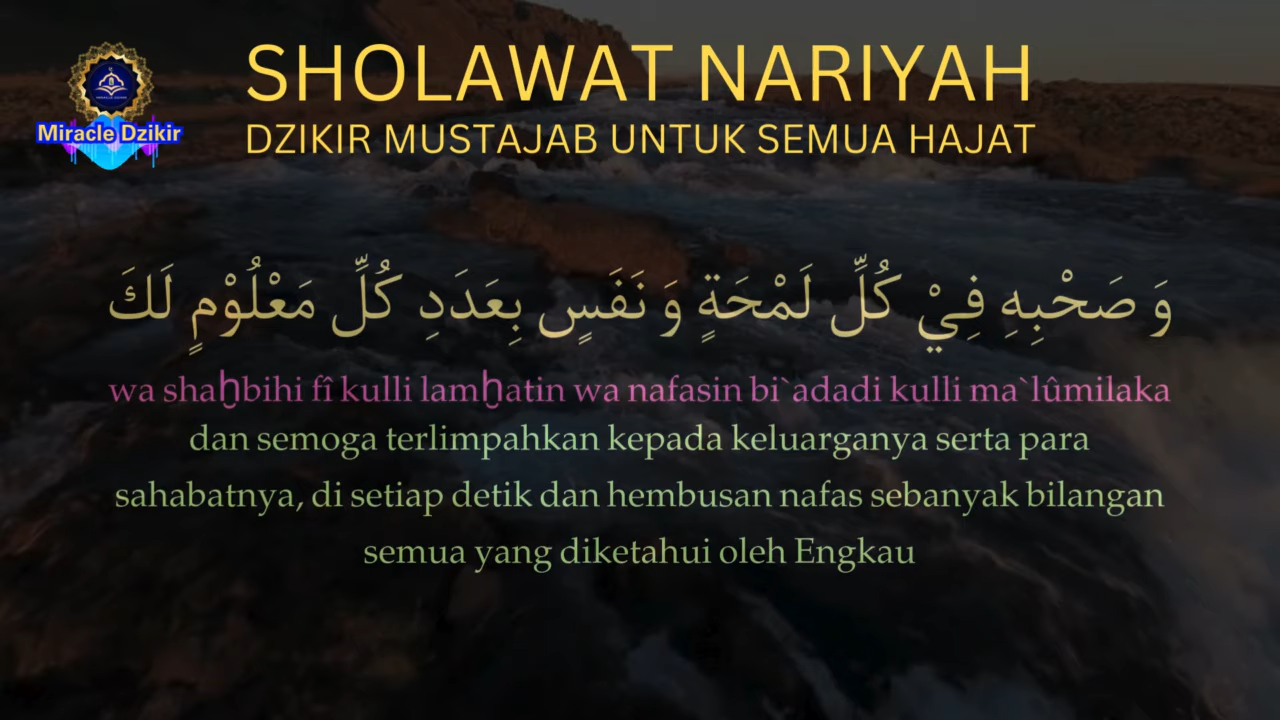 SHOLAWAT NARIYAH
DZIKIR MUSTAJAB UNTUK SEMUA HAJAT
Miracle Dzikir
وَ صَحْبِهِ فِيْ كُلِّ لَمْحَةٍ وَ نَفَسٍ بِعَدَدِ كُلِّ مَعْلُوْمٍ لَكَ
wa shaḫbihi fî kulli lamḫatin wa nafasin bi`adadi kulli ma`lûmilaka
dan semoga terlimpahkan kepada keluarganya serta para
sahabatnya, di setiap detik dan hembusan nafas sebanyak bilangan
semua yang diketahui oleh Engkau